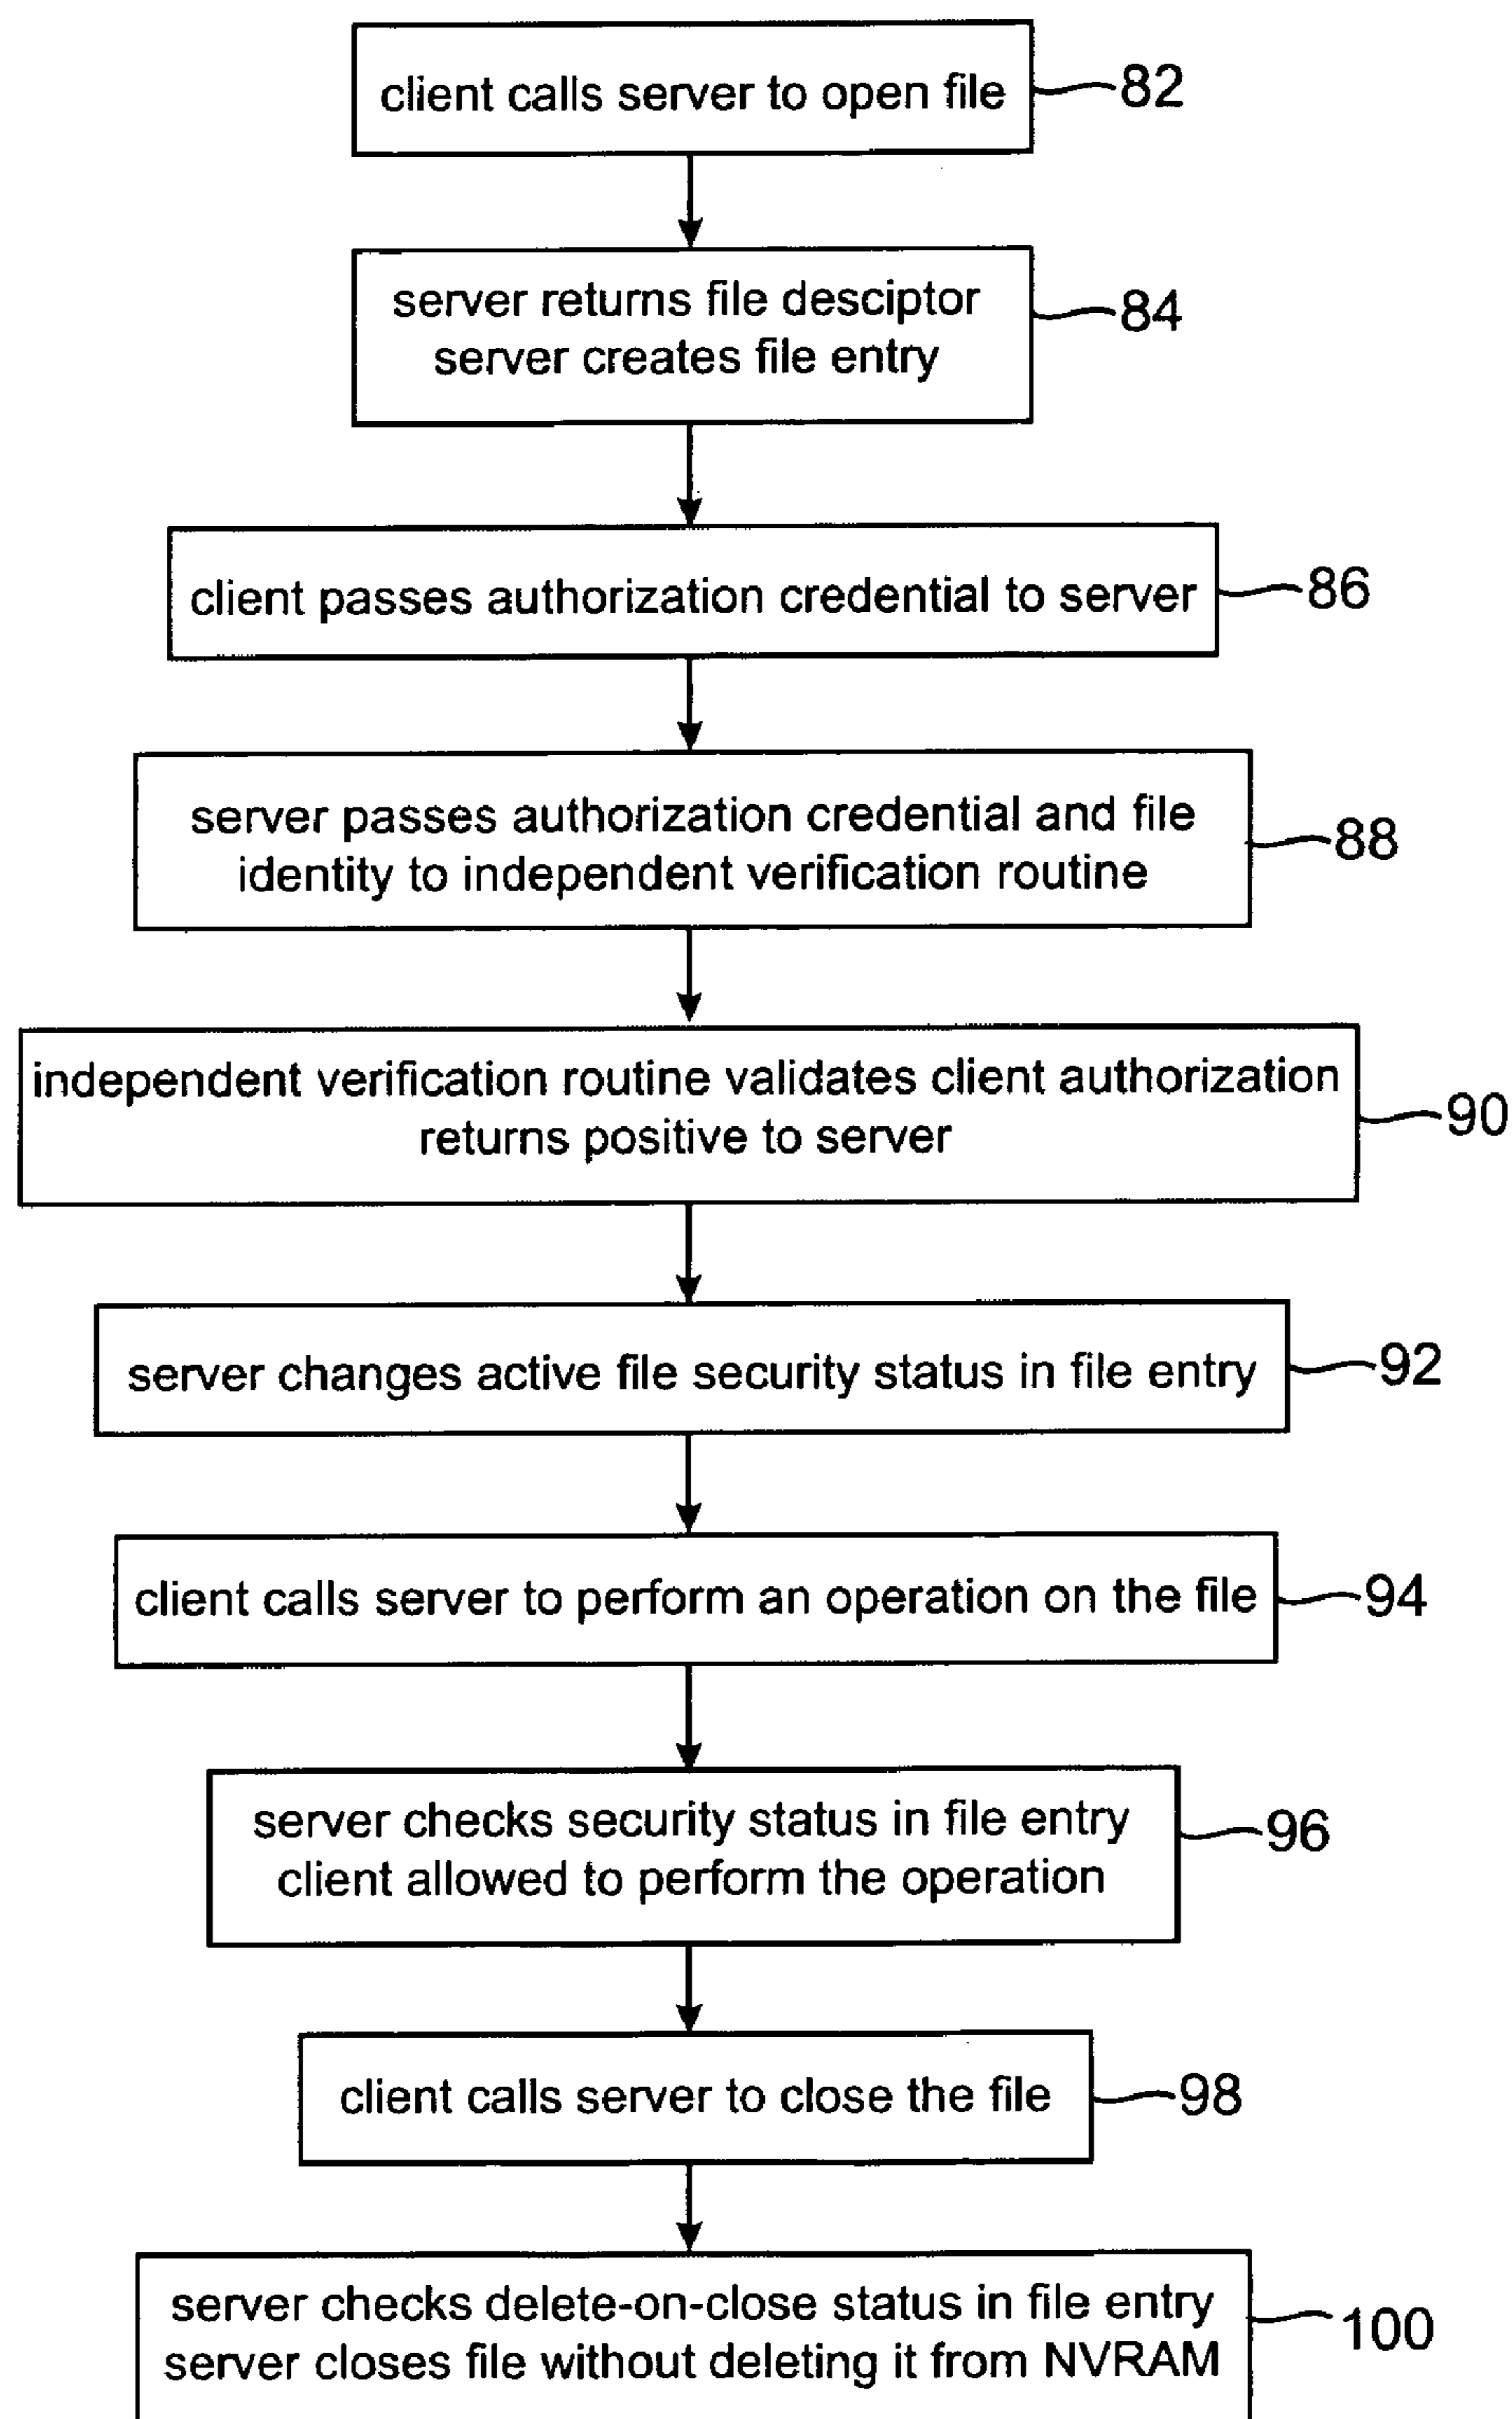 client calls server to open file
82
server returns file desciptor
server creates file entry
84
client passes authorization credential to server
86
server passes authorization credential and file
identity to independent verification routine
88
independent verification routine validates client authorization
returns positive to server
90
server changes active file security status in file entry
92
client calls server to perform an operation on the file
94
server checks security status in file entry
client allowed to perform the operation
96
client calls server to close the file
98
server checks delete-on-close status in file entry
server closes file without deleting it from NVRAM
100